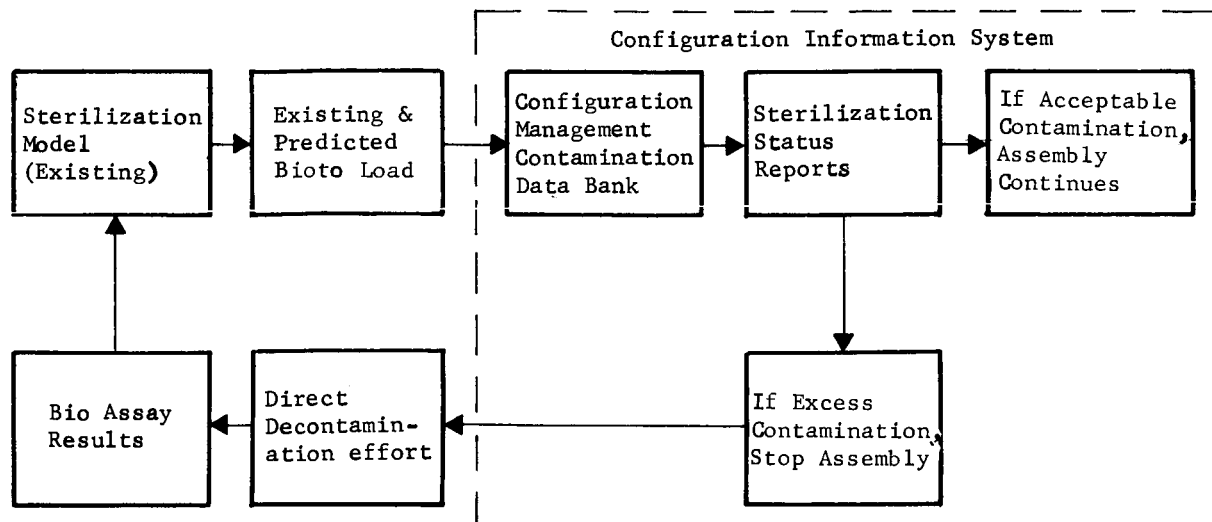 Configuration Information System
Sterilization
Model
(Existing)
Existing &
Predicted
Bioto Load
Configuration
Management
Contamination
Data Bank
Sterilization
Status
Reports
If Acceptable
Contamination,
Assembly
Continues
Bio Assay
Results
Direct
Decontamin-
ation effort
If Excess
Contamination,
Stop Assembly